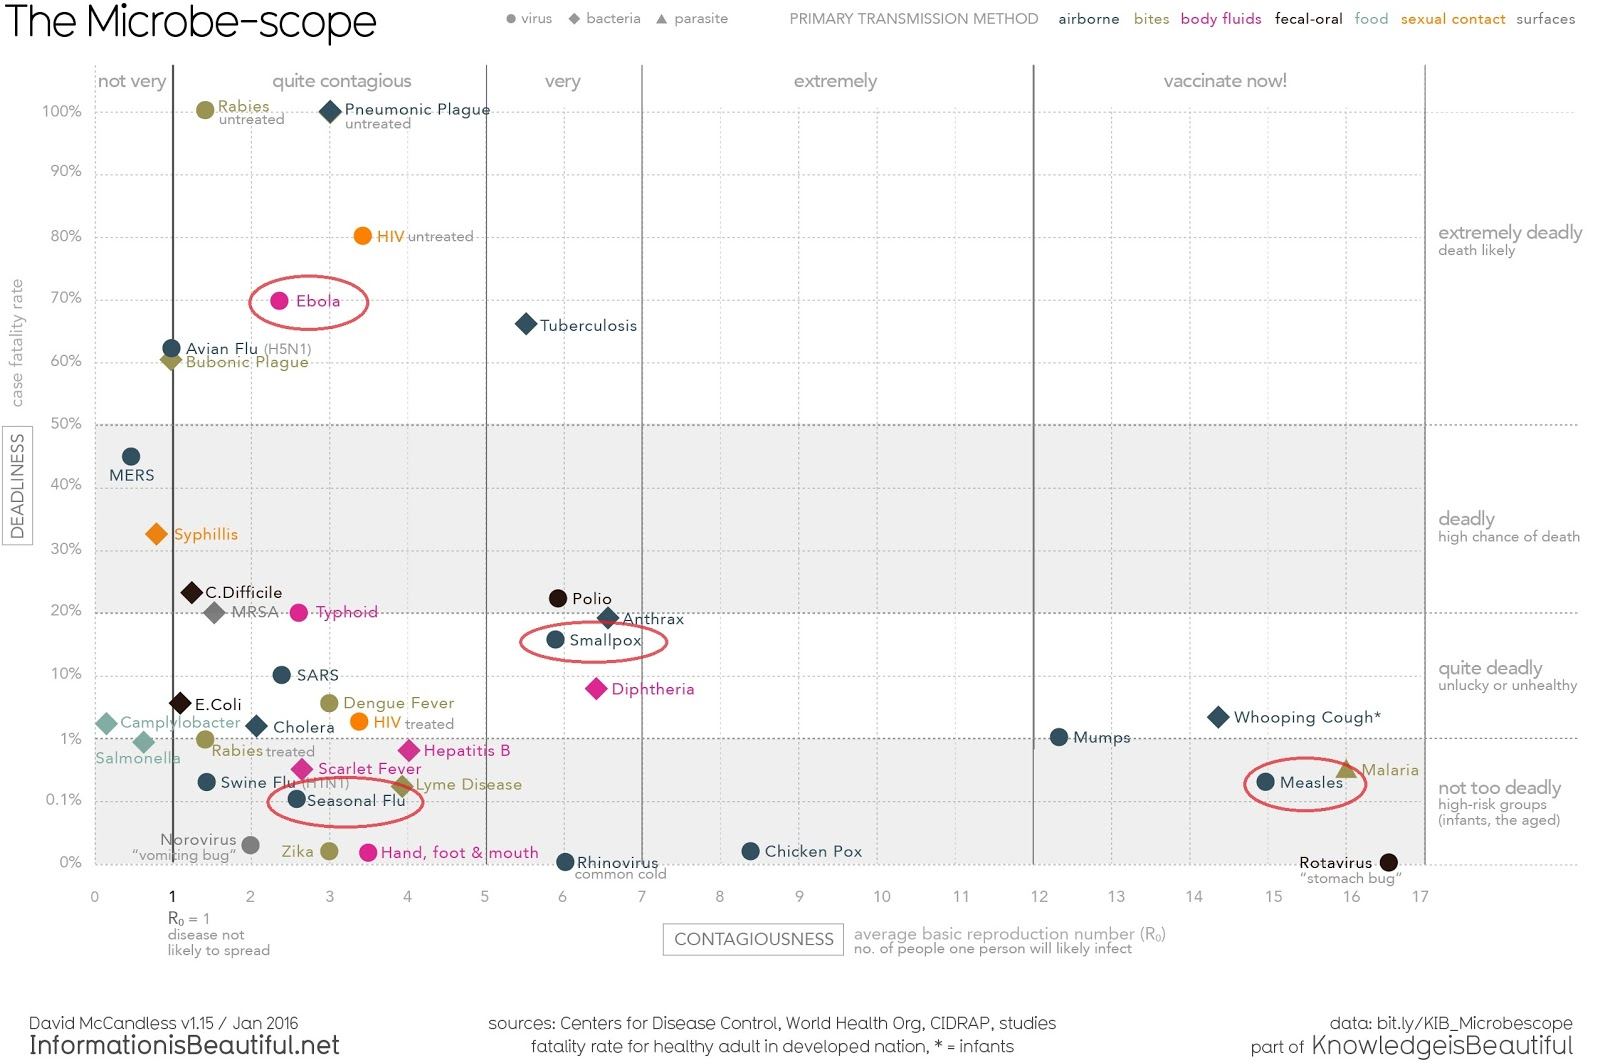 The Microbe-scope
virus bacteria parasite
PRIMARY TRANSMISSION METHOD airborne bites body fluids fecal-oral food sexual contact surfaces
not very quite contagious very extremely vaccinate now!
100%
90%
80%
70%
60%
50%
40%
30%
20%
10%
1%
0.1%
0%
case fatality rate
DEADLINESS
Rabies
untreated
Pneumonic Plague
untreated
HIV untreated
Ebola
Tuberculosis
Avian Flu (H5N1)
Bubonic Plague
MERS
Syphillis
C.Difficile
MRSA
Typhoid
Polio
Anthrax
Smallpox
SARS
Diphtheria
E.Coli
Dengue Fever
Camplylobacter
Cholera
HIV treated
Whooping Cough*
Mumps
Salmonella
Rabies treated
Hepatitis B
Scarlet Fever
Malaria
Swine Flu (H1N1)
Lyme Disease
Measles
Seasonal Flu
Norovirus
"vomiting bug"
Zika
Hand, foot & mouth
Rhinovirus
common cold
Chicken Pox
Rotavirus
"stomach bug"
extremely deadly
death likely
deadly
high chance of death
quite deadly
unlucky or unhealthy
not too deadly
high-risk groups
(infants, the aged)
0 1 2 3 4 5 6 7 8 9 10 11 12 13 14 15 16 17
R₀ = 1
disease not
likely to spread
CONTAGIOUSNESS
average basic reproduction number (R₀)
no. of people one person will likely infect
David McCandless v1.15 / Jan 2016
InformationisBeautiful.net
sources: Centers for Disease Control, World Health Org, CIDRAP, studies
fatality rate for healthy adult in developed nation, * = infants
data: bit.ly/KIB_Microbescope
part of KnowledgeisBeautiful